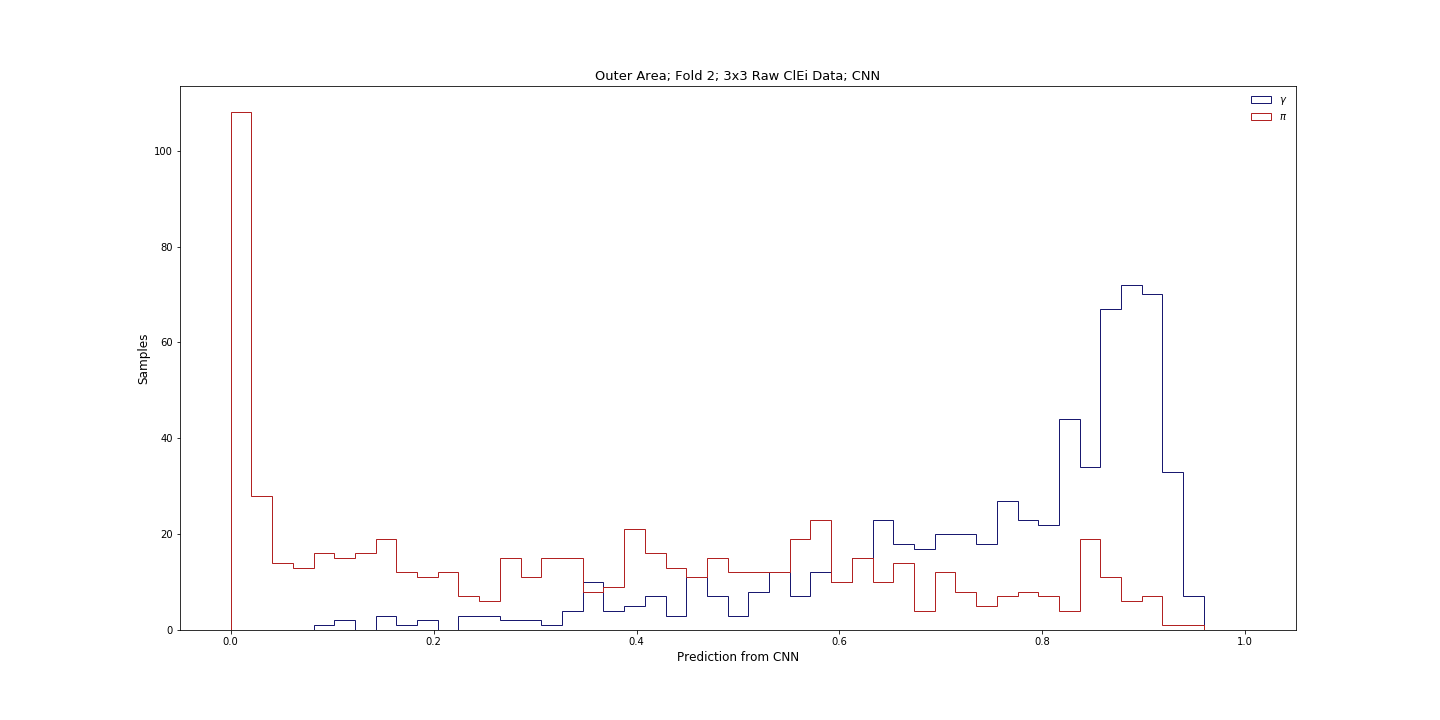 Outer Area; Fold 2; 3x3 Raw ClEi Data; CNN
γ
π
Samples
100
80
60
40
20
0
0.0 0.2 0.4 0.6 0.8 1.0
Prediction from CNN